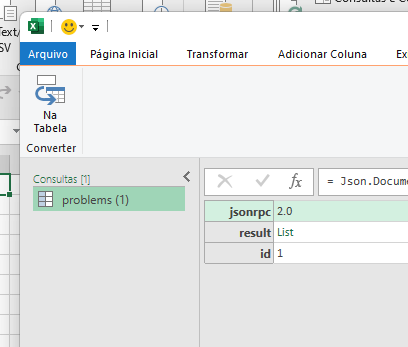 Consultas e C
Text/
SV
Arquivo Página Inicial Transformar Adicionar Coluna Ex
Na
Tabela
Converter
Consultas [1]
problems (1)
fx = Json.Docume
jsonrpc 2.0
result List
id 1